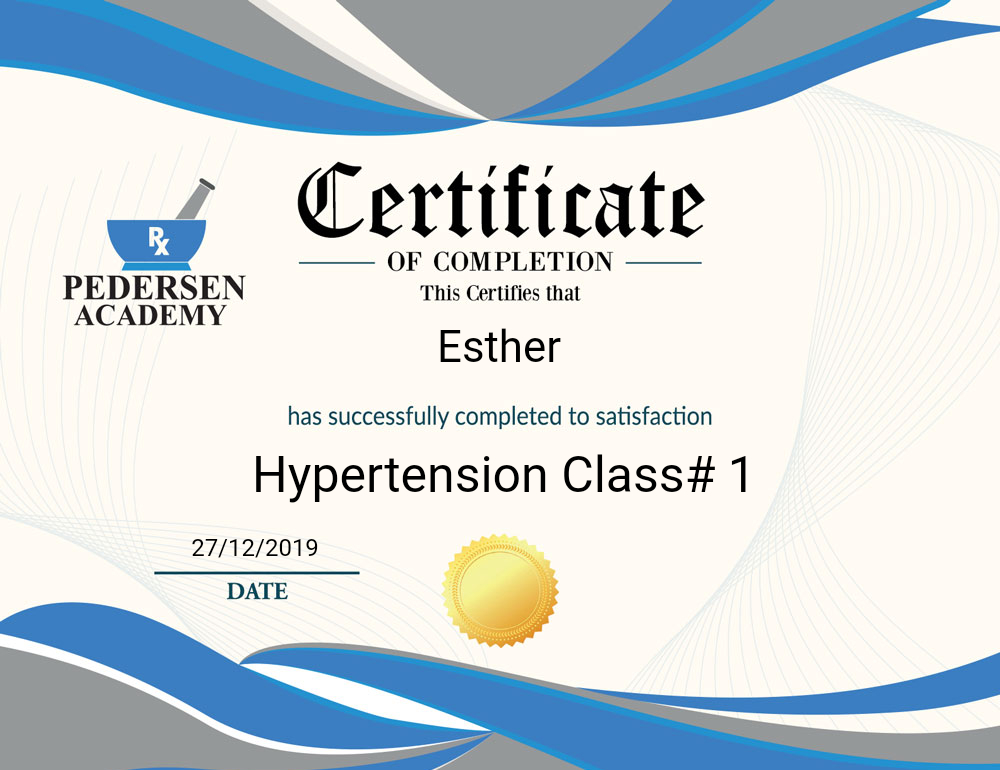 Certificate
OF COMPLETION
This Certifies that
Rx
PEDERSEN
ACADEMY
Esther
has successfully completed to satisfaction
Hypertension Class# 1
27/12/2019
DATE